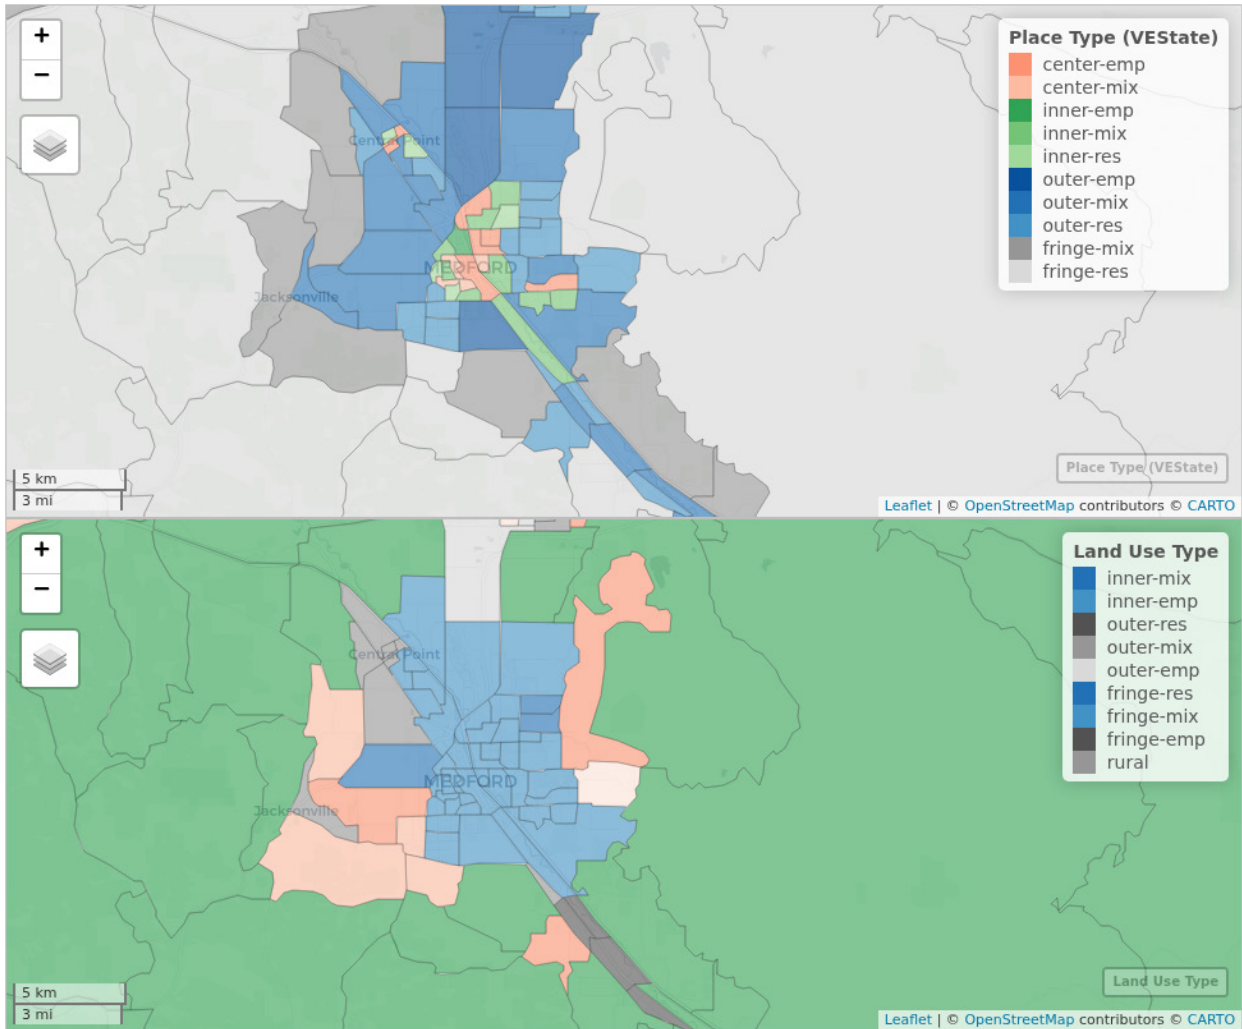 +
−
Place Type (VEState)
center-emp
center-mix
inner-emp
inner-mix
inner-res
outer-emp
outer-mix
outer-res
fringe-mix
fringe-res
Central Point
MEDFORD
Jacksonville
5 km
3 mi
Place Type (VEState)
Leaflet | © OpenStreetMap contributors © CARTO
+
−
Land Use Type
inner-mix
inner-emp
outer-res
outer-mix
outer-emp
fringe-res
fringe-mix
fringe-emp
rural
Central Point
MEDFORD
Jacksonville
5 km
3 mi
Land Use Type
Leaflet | © OpenStreetMap contributors © CARTO